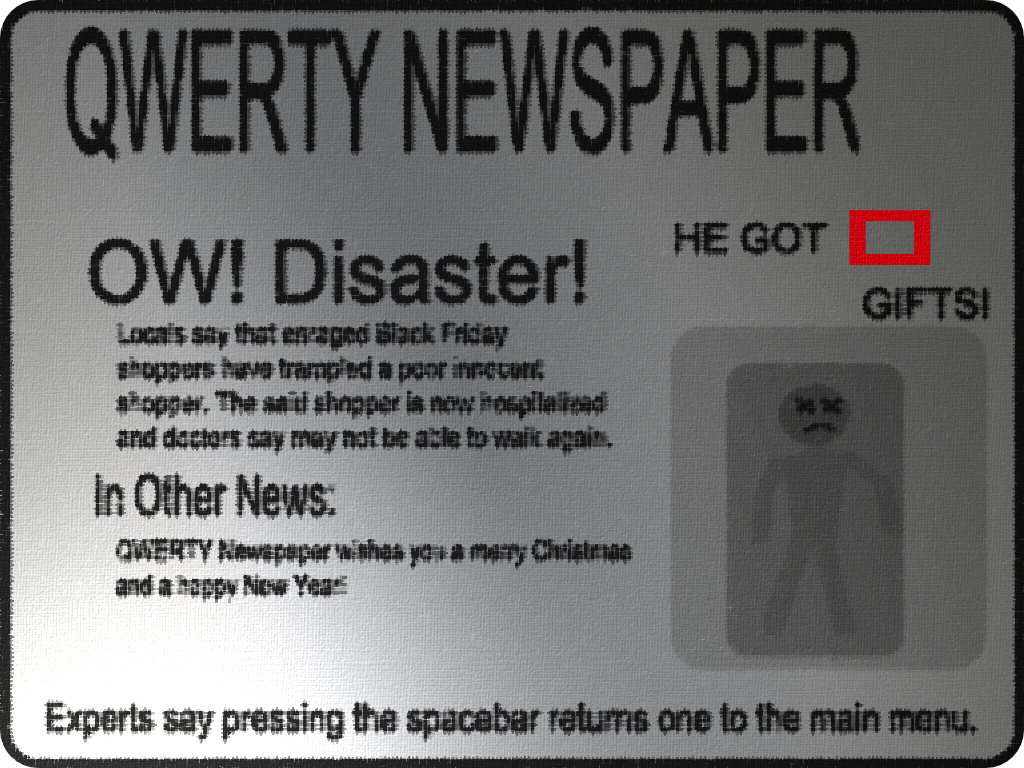 QWERTY NEWSPAPER
HE GOT
GIFTS!
OW! Disaster!
Locals say that enraged Black Friday
shoppers have trampled a poor innocent
shopper. The said shopper is now hospitalized
and doctors say may not be able to walk again.
In Other News:
QWERTY Newspaper wishes you a merry Christmas
and a happy New Year!
Experts say pressing the spacebar returns one to the main menu.